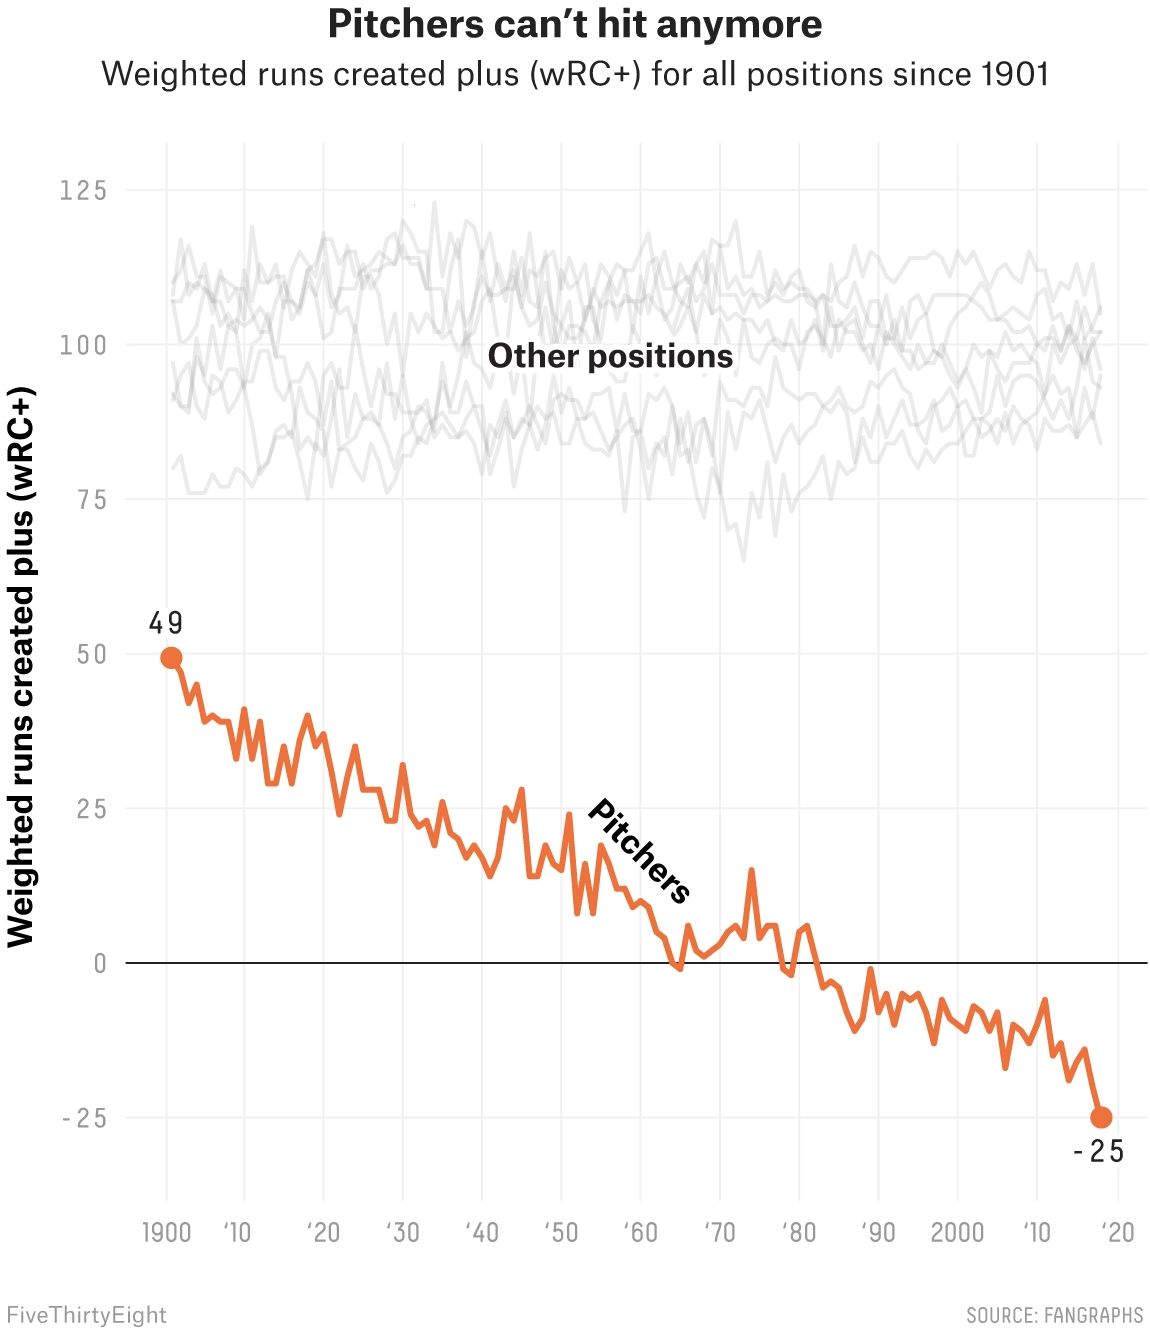 Pitchers can’t hit anymore
Weighted runs created plus (wRC+) for all positions since 1901
Weighted runs created plus (wRC+)
125
100
75
50
25
0
-25
Other positions
49
Pitchers
-25
1900 ‘10 ‘20 ‘30 ‘40 ‘50 ‘60 ‘70 ‘80 ‘90 2000 ‘10 ‘20
FiveThirtyEight SOURCE: FANGRAPHS